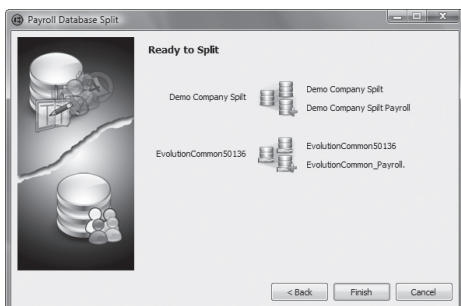 Payroll Database Split
Ready to Split
Demo Company Spilt
Demo Company Spilt
Demo Company Spilt Payroll
EvolutionCommon50136
EvolutionCommon50136
EvolutionCommon_Payroll.
< Back
Finish
Cancel